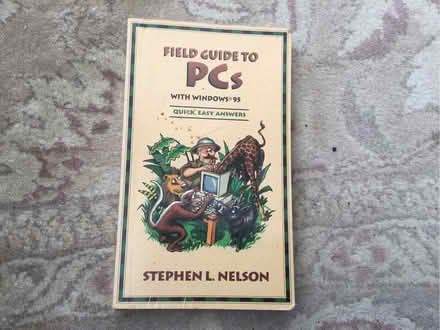 FIELD GUIDE TO
PCs
WITH WINDOWS® 95
QUICK, EASY ANSWERS
STEPHEN L. NELSON